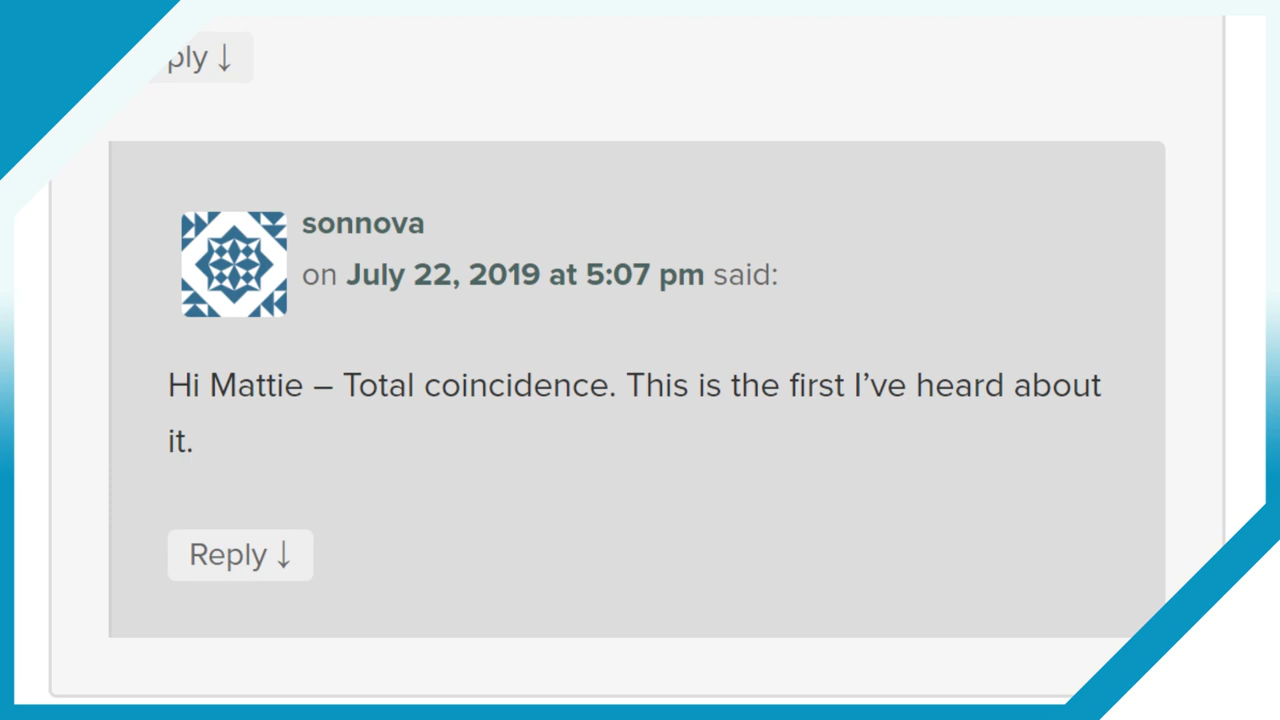 ply ↓
sonnova
on July 22, 2019 at 5:07 pm said:
Hi Mattie – Total coincidence. This is the first I’ve heard about
it.
Reply ↓